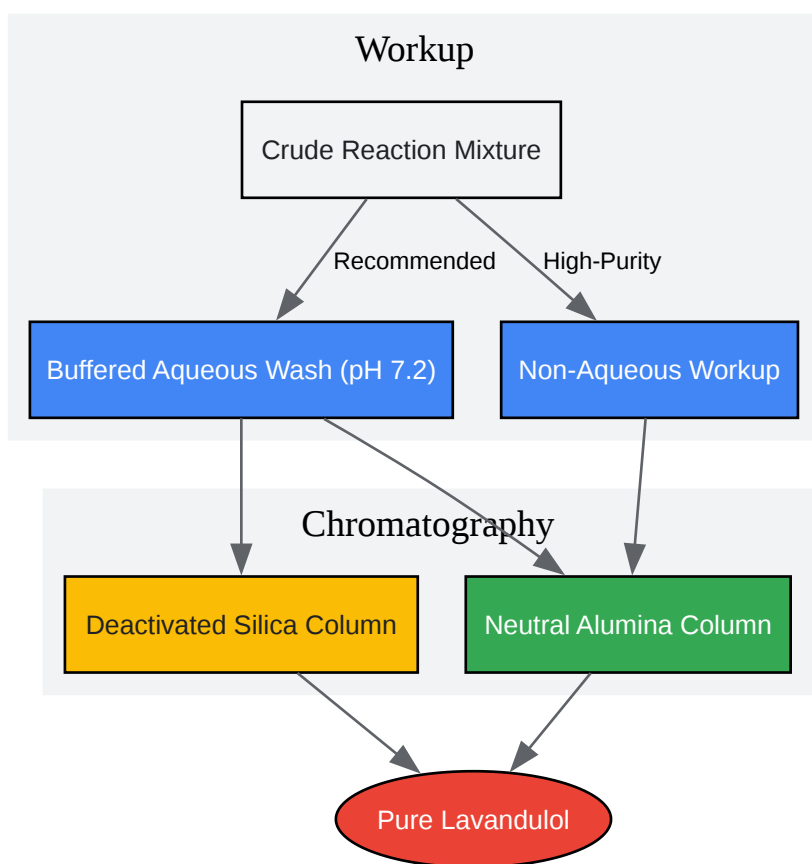 Workup
Crude Reaction Mixture
Recommended
High-Purity
Buffered Aqueous Wash (pH 7.2)
Non-Aqueous Workup
Chromatography
Deactivated Silica Column
Neutral Alumina Column
Pure Lavandulol